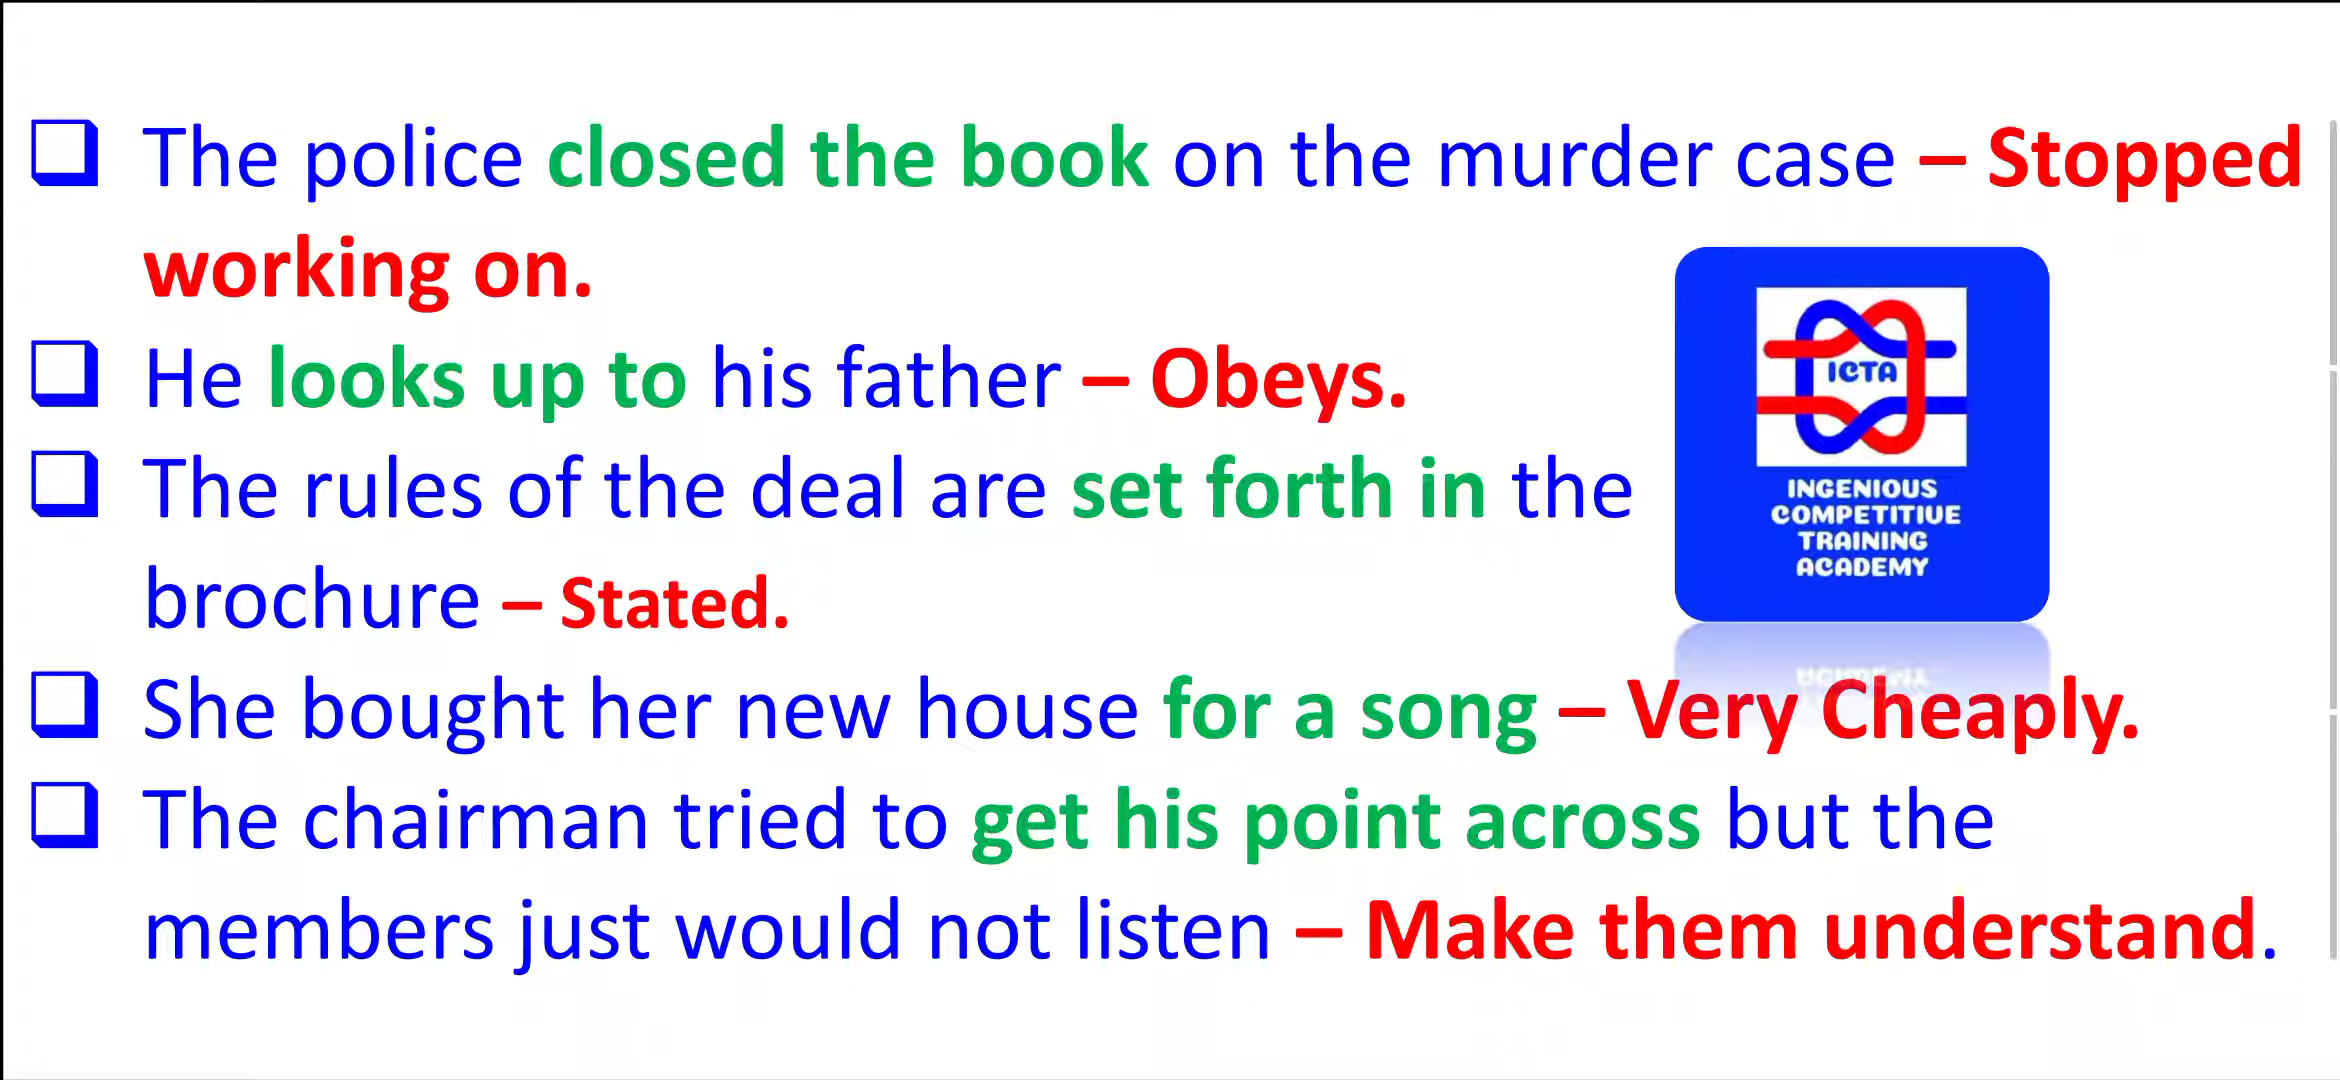 The police closed the book on the murder case – Stopped
working on.
He looks up to his father – Obeys.
The rules of the deal are set forth in the
brochure – Stated.
She bought her new house for a song – Very Cheaply.
The chairman tried to get his point across but the
members just would not listen – Make them understand.
ICTA
INGENIOUS
COMPETITIVE
TRAINING
ACADEMY